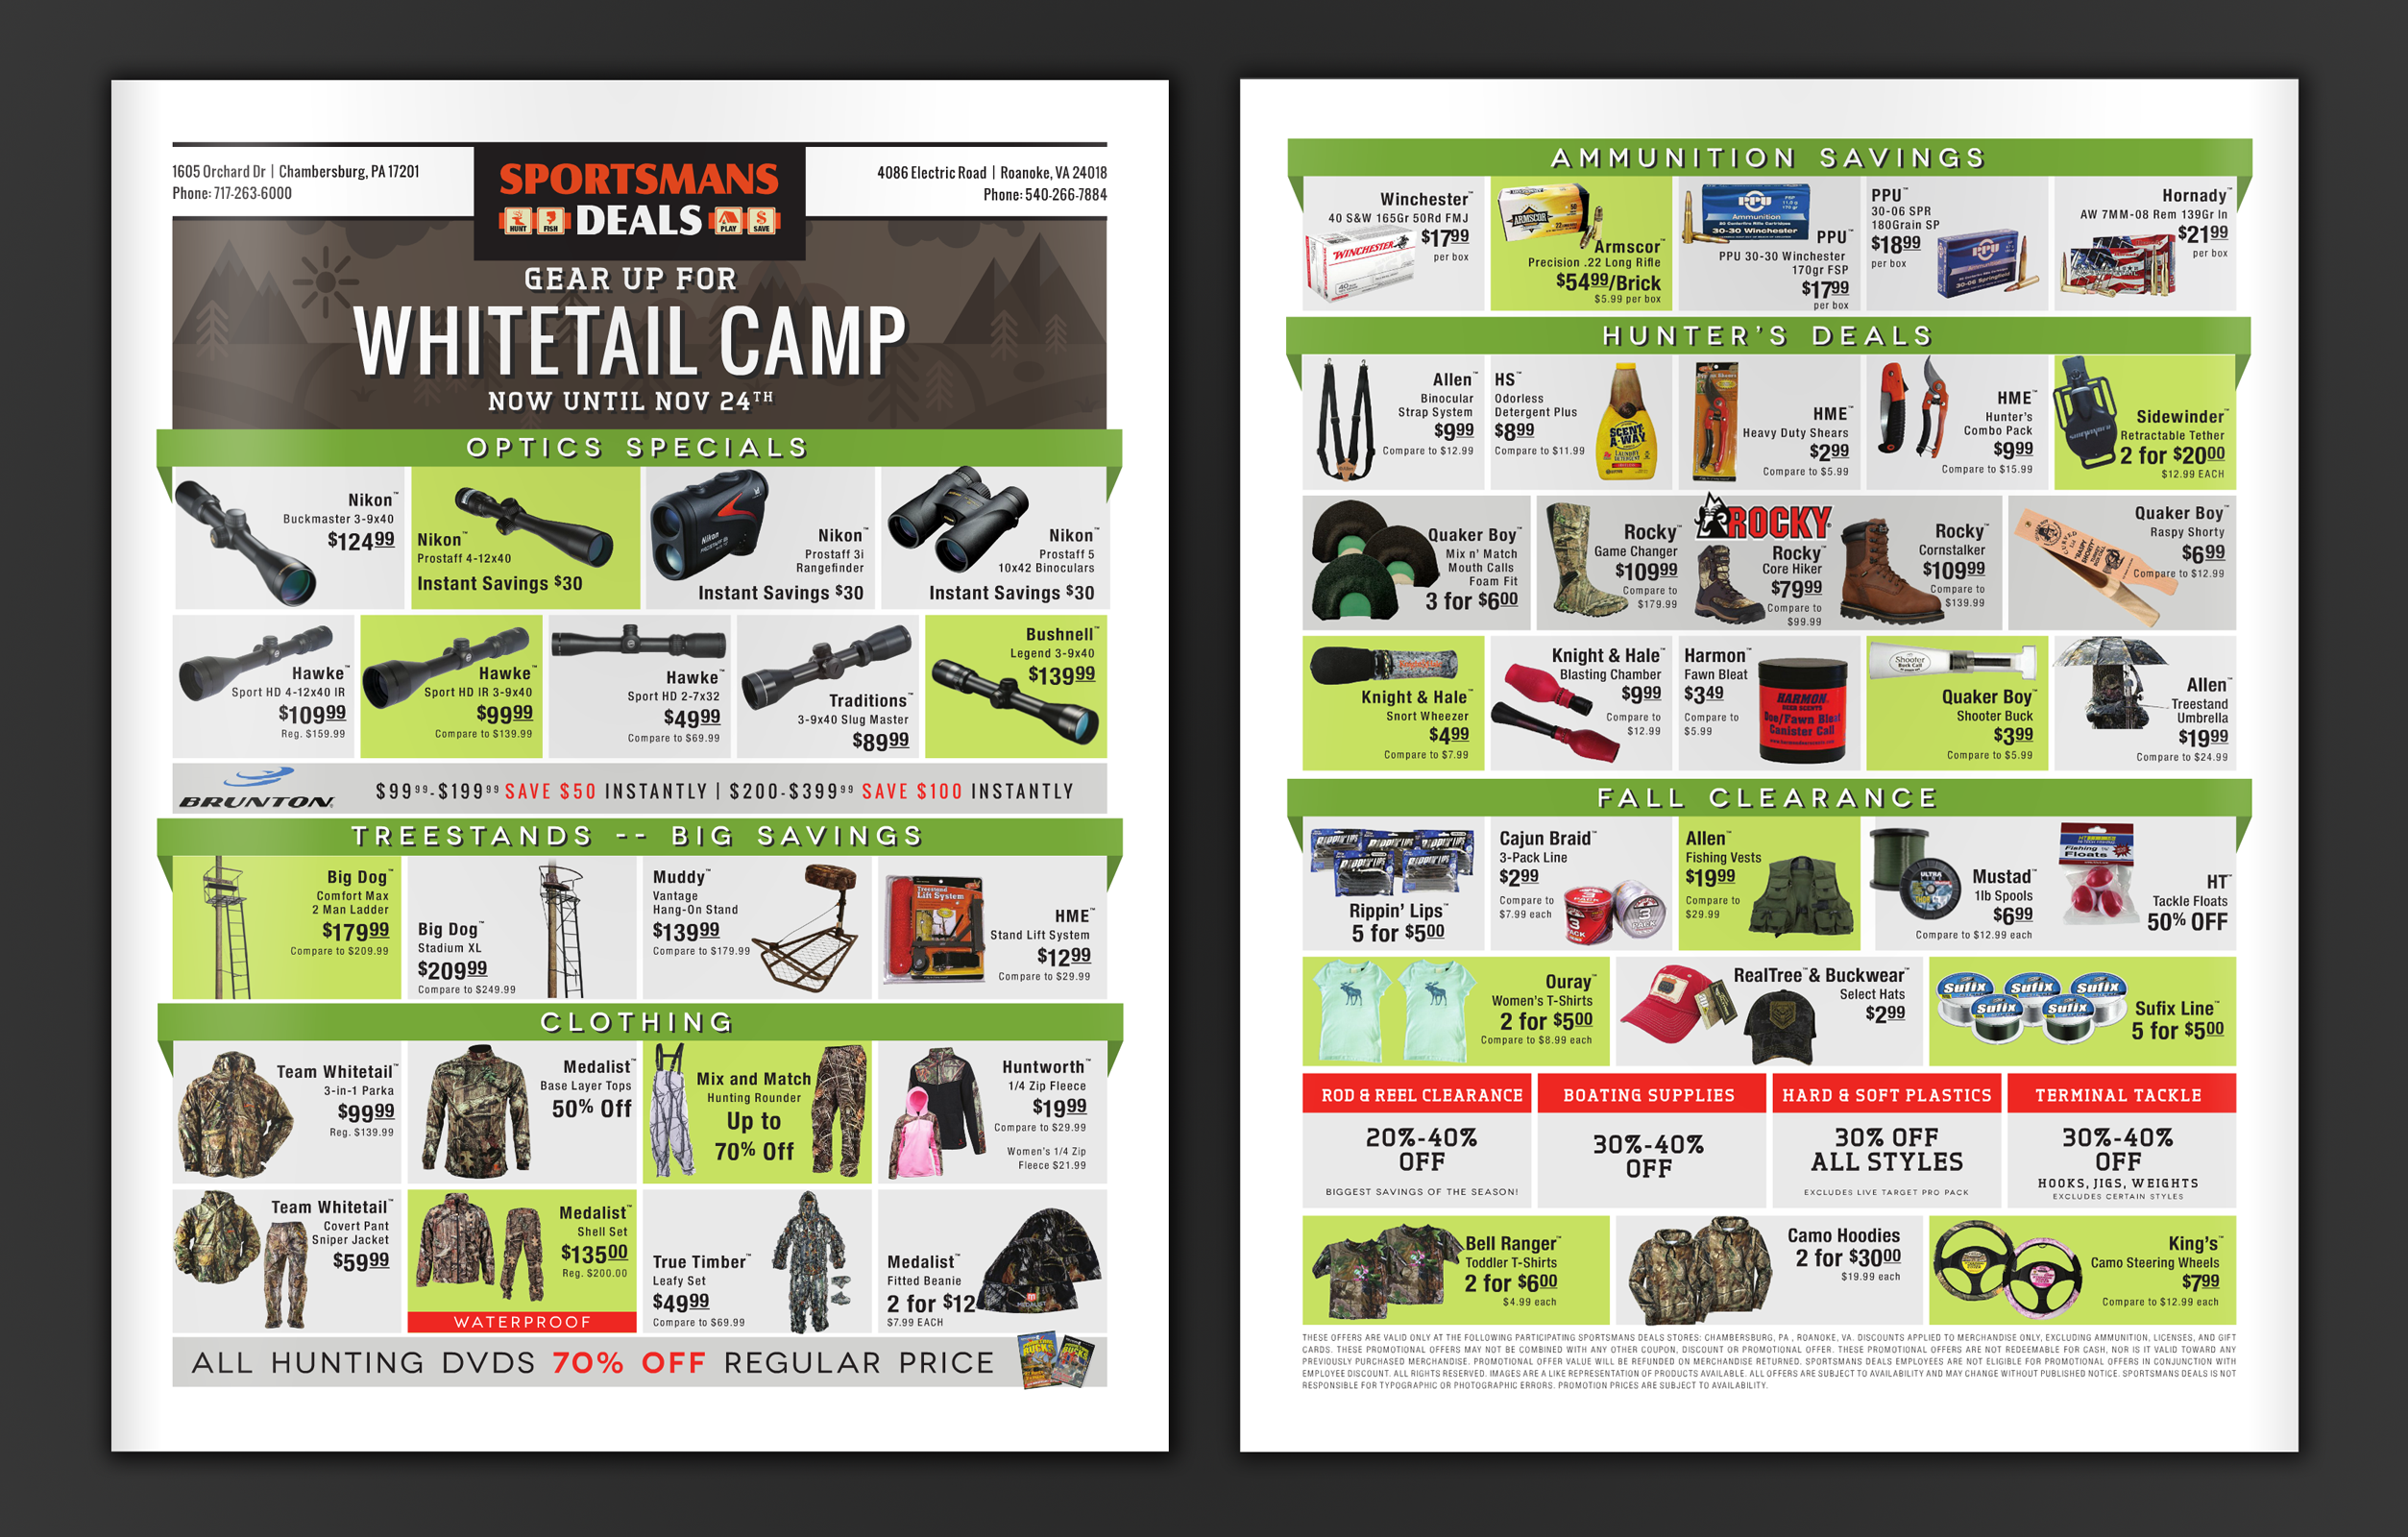 1605 Orchard Dr | Chambersburg, PA 17201
Phone: 717-263-6000
SPORTSMANS
DEALS
HUNT
FISH
PLAY
SAVE
4086 Electric Road | Roanoke, VA 24018
Phone: 540-266-7884
GEAR UP FOR
WHITETAIL CAMP
NOW UNTIL NOV 24TH
OPTICS SPECIALS
Nikon™
Buckmaster 3-9x40
$124.99
Nikon™
Prostaff 4-12x40
Instant Savings $30
Nikon™
Prostaff 3i
Rangefinder
Instant Savings $30
Nikon™
Prostaff 5
10x42 Binoculars
Instant Savings $30
Hawke™
Sport HD 4-12x40 IR
$109.99
Reg. $159.99
Hawke™
Sport HD IR 3-9x40
$99.99
Compare to $139.99
Hawke™
Sport HD 2-7x32
$49.99
Compare to $69.99
Traditions™
3-9x40 Slug Master
$89.99
Bushnell™
Legend 3-9x40
$139.99
BRUNTON
$99.99-$199.99 SAVE $50 INSTANTLY | $200-$399.99 SAVE $100 INSTANTLY
TREESTANDS -- BIG SAVINGS
Big Dog™
Comfort Max
2 Man Ladder
$179.99
Compare to $209.99
Big Dog™
Stadium XL
$209.99
Compare to $249.99
Muddy™
Vantage
Hang-On Stand
$139.99
Compare to $179.99
Treestand
Lift System
HME™
Stand Lift System
$12.99
Compare to $29.99
CLOTHING
Team Whitetail™
3-in-1 Parka
$99.99
Reg. $139.99
Medalist™
Base Layer Tops
50% Off
Mix and Match
Hunting Rounder
Up to
70% Off
Huntworth™
1/4 Zip Fleece
$19.99
Compare to $29.99
Women's 1/4 Zip
Fleece $21.99
Team Whitetail™
Covert Pant
Sniper Jacket
$59.99
Medalist™
Shell Set
$135.00
Reg. $200.00
WATERPROOF
True Timber™
Leafy Set
$49.99
Compare to $69.99
Medalist™
Fitted Beanie
2 for $12
$7.99 EACH
ALL HUNTING DVDS 70% OFF REGULAR PRICE
AMMUNITION SAVINGS
Winchester™
40 S&W 165Gr 50Rd FMJ
$17.99
per box
WINCHESTER
Armscor™
Precision .22 Long Rifle
$54.99/Brick
$5.99 per box
ARMSCOR
PPU
Ammunition
30-30 Winchester
PPU™
PPU 30-30 Winchester
170gr FSP
$17.99
per box
PPU™
30-06 SPR
180Grain SP
$18.99
per box
PPU
Hornady™
AW 7MM-08 Rem 139Gr In
$21.99
per box
HUNTER'S DEALS
Allen™
Binocular
Strap System
$9.99
Compare to $12.99
HS™
Odorless
Detergent Plus
$8.99
Compare to $11.99
SCENT-
A-WAY
HME™
Heavy Duty Shears
$2.99
Compare to $5.99
HME™
Hunter's
Combo Pack
$9.99
Compare to $15.99
Sidewinder™
Retractable Tether
2 for $20.00
$12.99 EACH
Quaker Boy™
Mix n' Match
Mouth Calls
Foam Fit
3 for $6.00
Rocky™
Game Changer
$109.99
Compare to
$179.99
ROCKY
Rocky™
Core Hiker
$79.99
Compare to
$99.99
Rocky™
Cornstalker
$109.99
Compare to
$139.99
Quaker Boy™
Raspy Shorty
$6.99
Compare to $12.99
Knight & Hale™
Snort Wheezer
$4.99
Compare to $7.99
Knight & Hale™
Blasting Chamber
$9.99
Compare to
$12.99
Harmon™
Fawn Bleat
$3.49
Compare to
$5.99
HARMON
Doe/Fawn Bleat
Canister Call
Shooter
Buck Call
Quaker Boy™
Shooter Buck
$3.99
Compare to $5.99
Allen™
Treestand
Umbrella
$19.99
Compare to $24.99
FALL CLEARANCE
Rippin' Lips™
5 for $5.00
Cajun Braid™
3-Pack Line
$2.99
Compare to
$7.99 each
Allen™
Fishing Vests
$19.99
Compare to
$29.99
Mustad™
1lb Spools
$6.99
Compare to $12.99 each
Fishing
Floats
HT™
Tackle Floats
50% OFF
Ouray™
Women's T-Shirts
2 for $5.00
Compare to $8.99 each
RealTree™ & Buckwear™
Select Hats
$2.99
Sufix
Sufix
Sufix
Sufix
Sufix
Sufix Line™
5 for $5.00
ROD & REEL CLEARANCE
20%-40%
OFF
BIGGEST SAVINGS OF THE SEASON!
BOATING SUPPLIES
30%-40%
OFF
HARD & SOFT PLASTICS
30% OFF
ALL STYLES
EXCLUDES LIVE TARGET PRO PACK
TERMINAL TACKLE
30%-40%
OFF
HOOKS, JIGS, WEIGHTS
EXCLUDES CERTAIN STYLES
Bell Ranger™
Toddler T-Shirts
2 for $6.00
$4.99 each
Camo Hoodies
2 for $30.00
$19.99 each
King's™
Camo Steering Wheels
$7.99
Compare to $12.99 each
THESE OFFERS ARE VALID ONLY AT THE FOLLOWING PARTICIPATING SPORTSMANS DEALS STORES: CHAMBERSBURG, PA , ROANOKE, VA. DISCOUNTS APPLIED TO MERCHANDISE ONLY, EXCLUDING AMMUNITION, LICENSES, AND GIFT
CARDS. THESE PROMOTIONAL OFFERS MAY NOT BE COMBINED WITH ANY OTHER COUPON, DISCOUNT OR PROMOTIONAL OFFER. THESE PROMOTIONAL OFFERS ARE NOT REDEEMABLE FOR CASH, NOR IS IT VALID TOWARD ANY
PREVIOUSLY PURCHASED MERCHANDISE. PROMOTIONAL OFFER VALUE WILL BE REFUNDED ON MERCHANDISE RETURNED. SPORTSMANS DEALS EMPLOYEES ARE NOT ELIGIBLE FOR PROMOTIONAL OFFERS IN CONJUNCTION WITH
EMPLOYEE DISCOUNT. ALL RIGHTS RESERVED. IMAGES ARE A LIKE REPRESENTATION OF PRODUCTS AVAILABLE. ALL OFFERS ARE SUBJECT TO AVAILABILITY AND MAY CHANGE WITHOUT PUBLISHED NOTICE. SPORTSMANS DEALS IS NOT
RESPONSIBLE FOR TYPOGRAPHIC OR PHOTOGRAPHIC ERRORS. PROMOTION PRICES ARE SUBJECT TO AVAILABILITY.